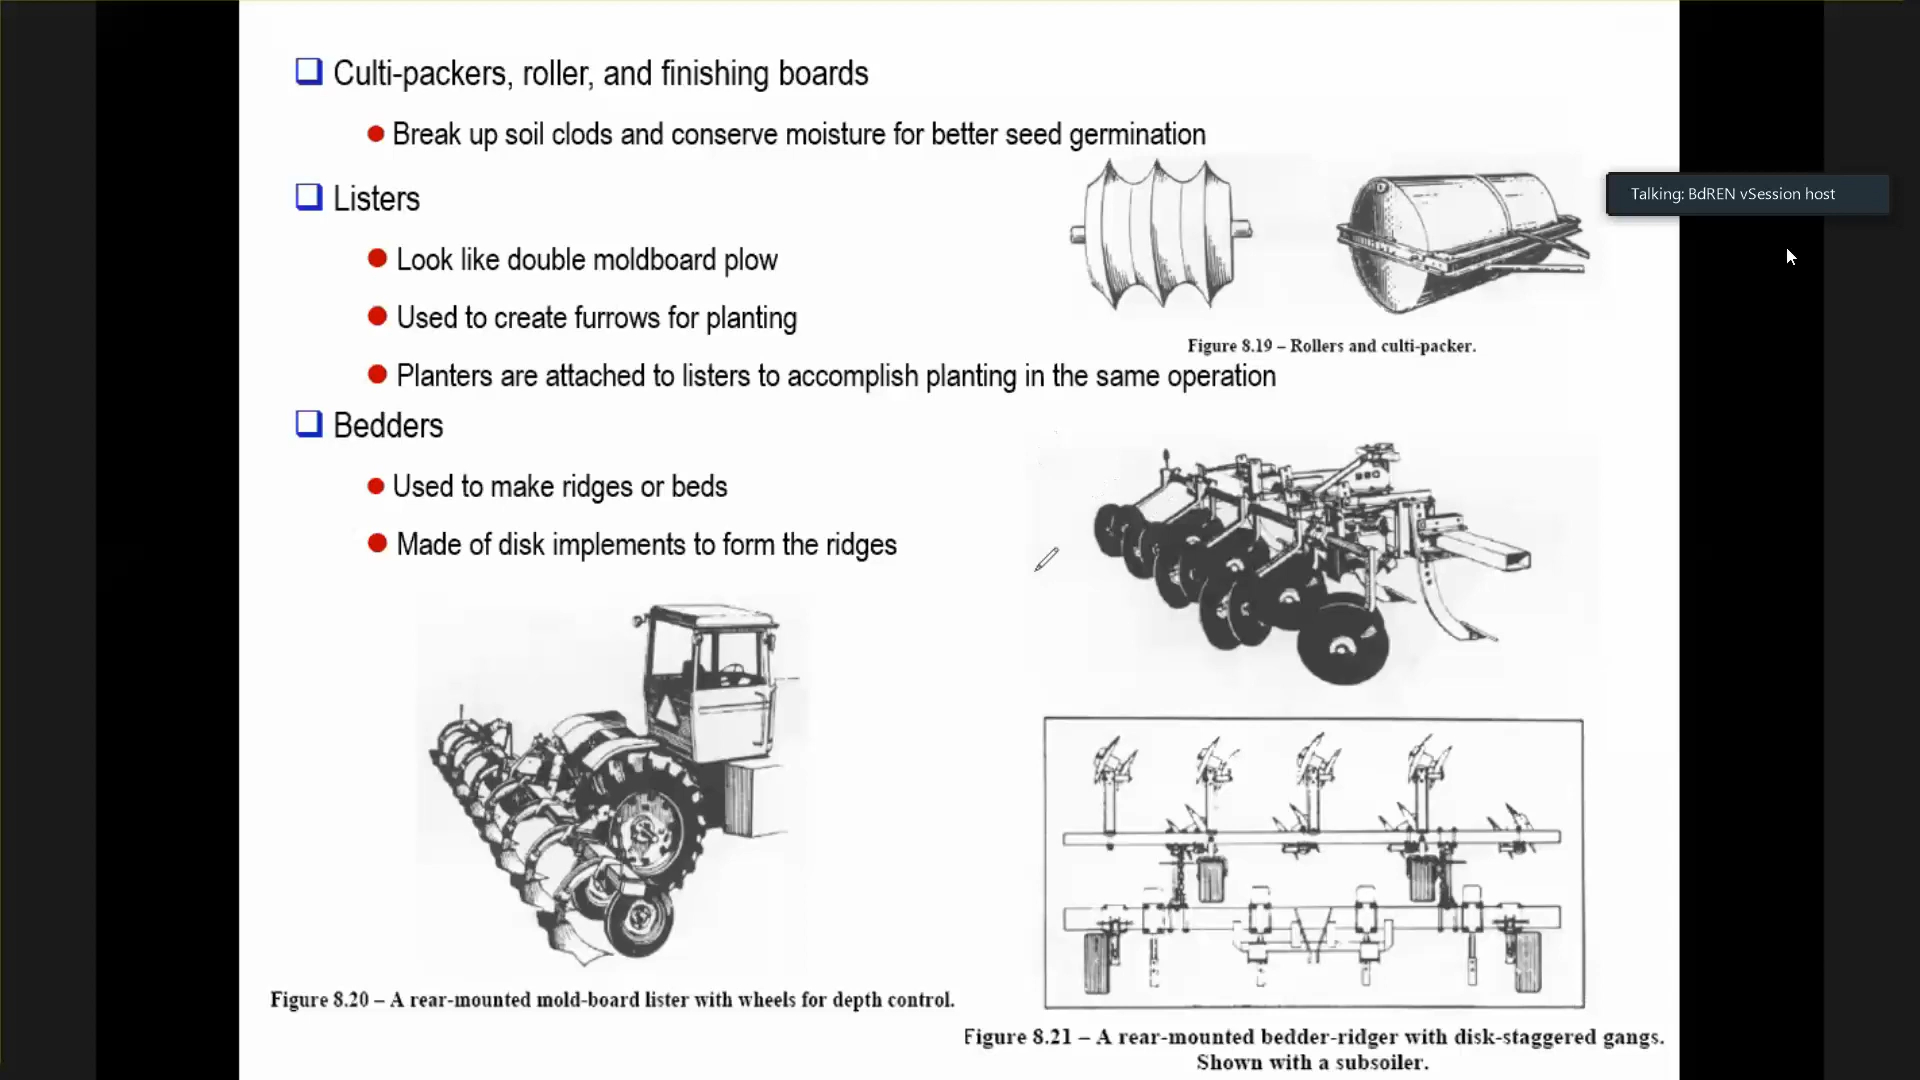 Culti-packers, roller, and finishing boards
Break up soil clods and conserve moisture for better seed germination
Listers
Look like double moldboard plow
Used to create furrows for planting
Planters are attached to listers to accomplish planting in the same operation
Bedders
Used to make ridges or beds
Made of disk implements to form the ridges
Talking: BdREN vSession host
Figure 8.19 – Rollers and culti-packer.
Figure 8.20 – A rear-mounted mold-board lister with wheels for depth control.
Figure 8.21 – A rear-mounted bedder-ridger with disk-staggered gangs.
Shown with a subsoiler.